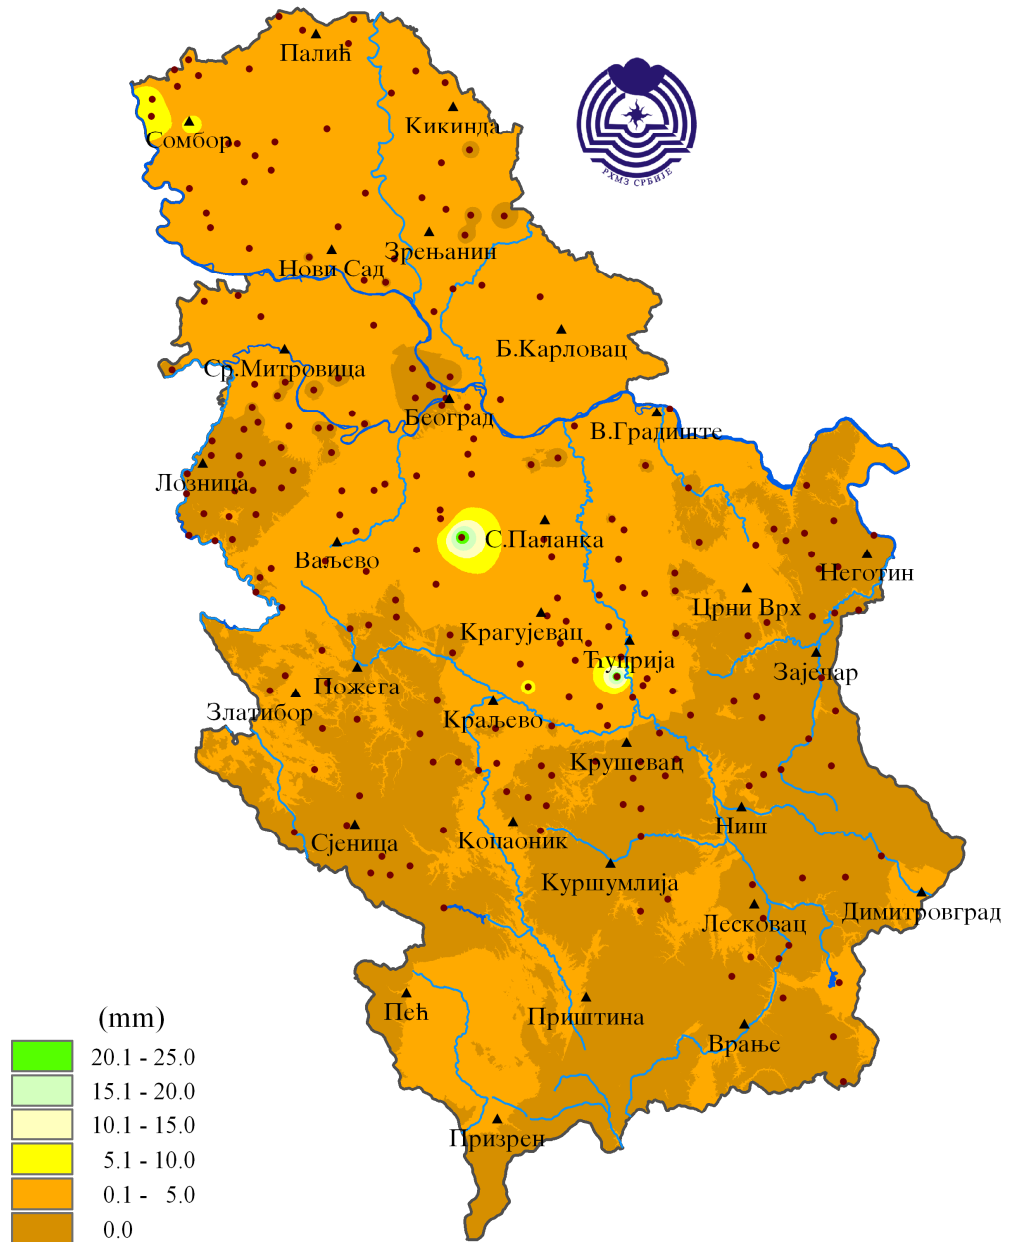 Палић
Кикинда
Сомбор
РХМЗ СРБИЈЕ
Зрењанин
Нови Сад
Б.Карловац
Ср.Митровица
Београд
В.Градиште
Лозница
С.Паланка
Ваљево
Неготин
Црни Врх
Крагујевац
Ћуприја
Зајечар
Пожега
Златибор
Краљево
Крушевац
Ниш
Сјеница
Копаоник
Куршумлија
Димитровград
Лесковац
Пећ
Приштина
(mm)
Врање
20.1 - 25.0
15.1 - 20.0
10.1 - 15.0
Призрен
5.1 - 10.0
0.1 - 5.0
0.0